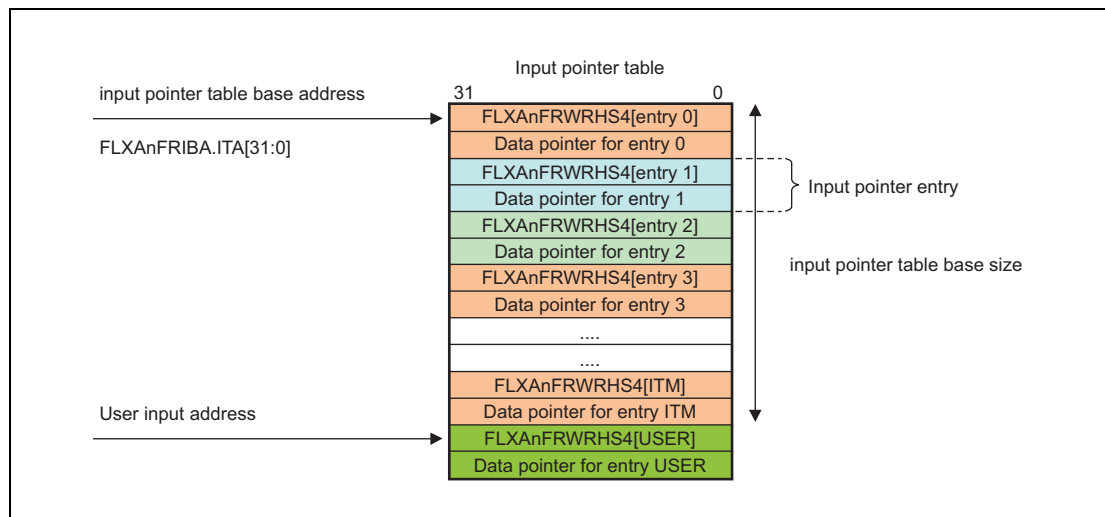 Input pointer table
31 0
input pointer table base address
FLXAnFRIBA.ITA[31:0]
FLXAnFRWRHS4[entry 0]
Data pointer for entry 0
FLXAnFRWRHS4[entry 1]
Data pointer for entry 1
Input pointer entry
FLXAnFRWRHS4[entry 2]
Data pointer for entry 2
input pointer table base size
FLXAnFRWRHS4[entry 3]
Data pointer for entry 3
....
....
FLXAnFRWRHS4[ITM]
Data pointer for entry ITM
User input address
FLXAnFRWRHS4[USER]
Data pointer for entry USER